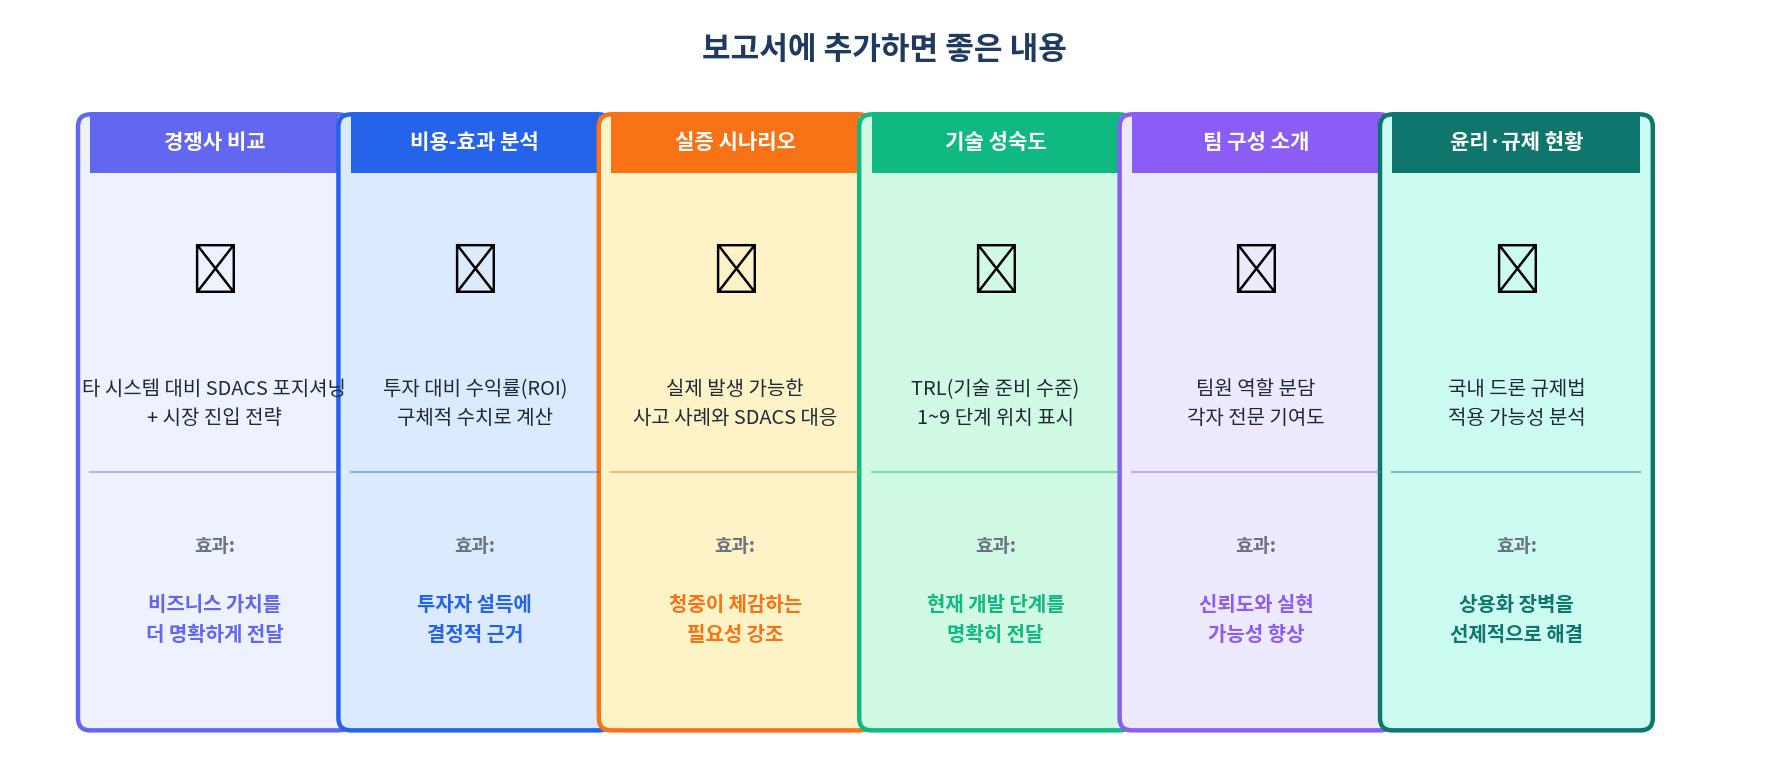 보고서에 추가하면 좋은 내용
경쟁사 비교
타 시스템 대비 SDACS 포지셔닝
+ 시장 진입 전략
효과:
비즈니스 가치를
더 명확하게 전달
비용-효과 분석
투자 대비 수익률(ROI)
구체적 수치로 계산
효과:
투자자 설득에
결정적 근거
실증 시나리오
실제 발생 가능한
사고 사례와 SDACS 대응
효과:
청중이 체감하는
필요성 강조
기술 성숙도
TRL(기술 준비 수준)
1~9 단계 위치 표시
효과:
현재 개발 단계를
명확히 전달
팀 구성 소개
팀원 역할 분담
각자 전문 기여도
효과:
신뢰도와 실현
가능성 향상
윤리·규제 현황
국내 드론 규제법
적용 가능성 분석
효과:
상용화 장벽을
선제적으로 해결